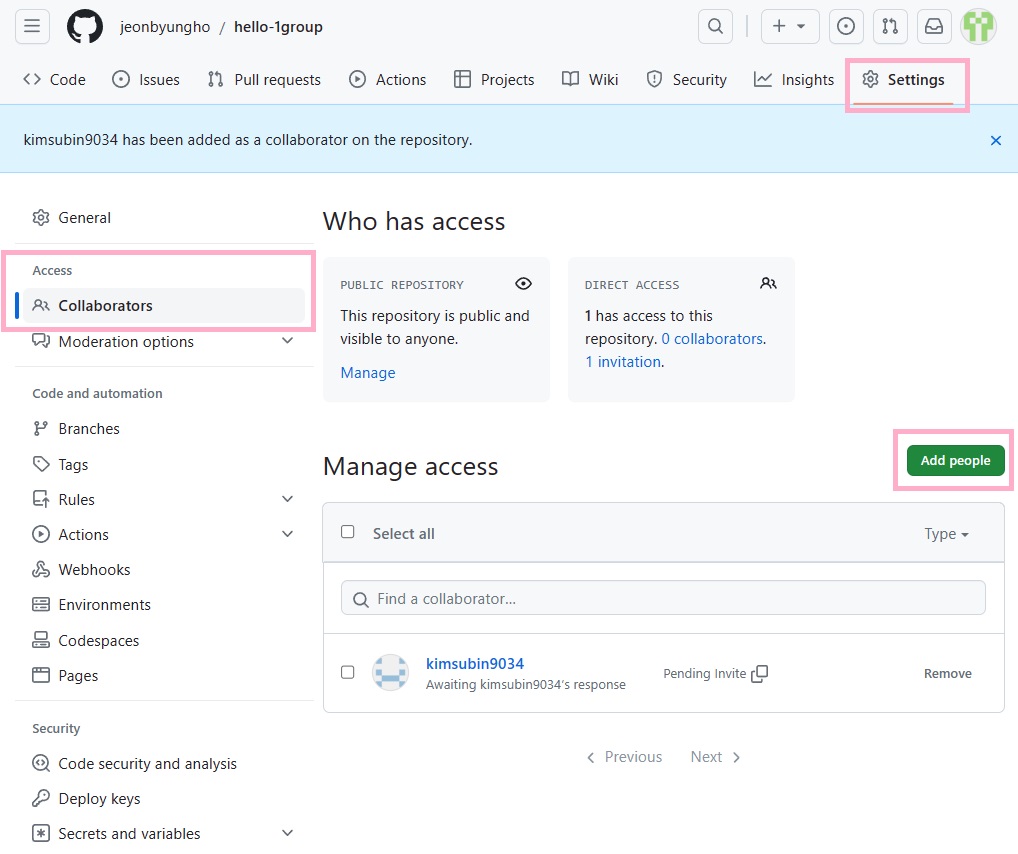 jeonbyungho / hello-1group
Code Issues Pull requests Actions Projects Wiki Security Insights Settings
kimsubin9034 has been added as a collaborator on the repository.
General
Access
Collaborators
Moderation options
Code and automation
Branches
Tags
Rules
Actions
Webhooks
Environments
Codespaces
Pages
Security
Code security and analysis
Deploy keys
Secrets and variables
Who has access
PUBLIC REPOSITORY
This repository is public and
visible to anyone.
Manage
DIRECT ACCESS
1 has access to this
repository. 0 collaborators.
1 invitation.
Manage access
Add people
Select all
Type
Find a collaborator...
kimsubin9034
Awaiting kimsubin9034's response
Pending Invite
Remove
Previous Next